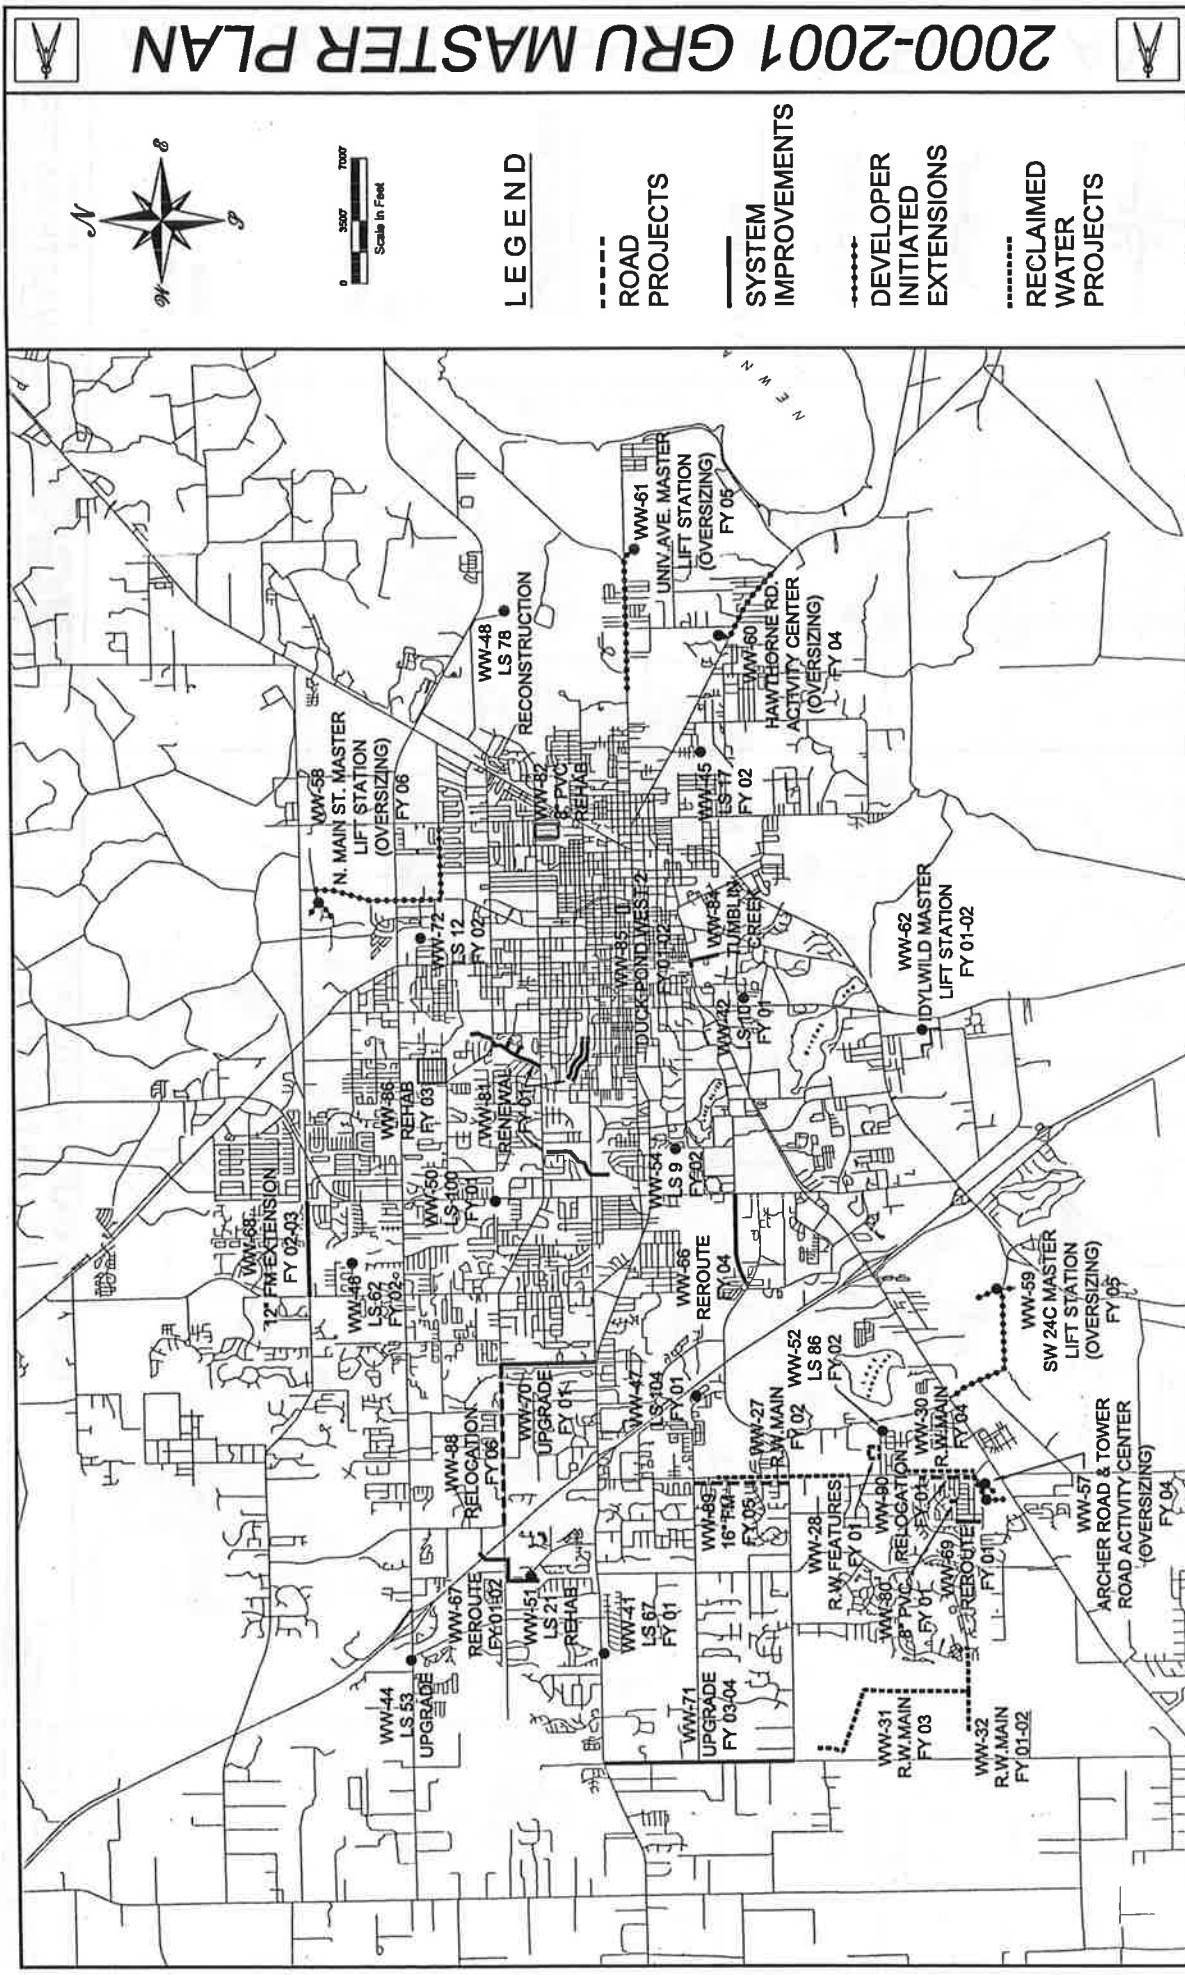 2000-2001 GRU MASTER PLAN
N
W
E
S
0 3500' 7000'
Scale in Feet
LEGEND
ROAD
PROJECTS
SYSTEM
IMPROVEMENTS
DEVELOPER
INITIATED
EXTENSIONS
RECLAIMED
WATER
PROJECTS
NEWNA
WW-58
N. MAIN ST. MASTER
LIFT STATION
(OVERSIZING)
FY 06
WW-48
LS 78
RECONSTRUCTION
WW-61
UNIV.AVE. MASTER
LIFT STATION
(OVERSIZING)
FY 05
WW-60
HAWTHORNE RD.
ACTIVITY CENTER
(OVERSIZING)
FY 04
WW-82
8" PVC
REHAB
WW-45
LS 17
FY 02
WW-72
LS 12
FY 02
WW-85
DUCK POND WEST 2
FY 01-02
WW-84
TUMBLIN
CREEK
WW-42
LS 10
FY 01
WW-62
IDYLWILD MASTER
LIFT STATION
FY 01-02
WW-86
REHAB
FY 03
WW-81
RENEWAL
FY 01
WW-68
12" FM EXTENSION
FY 02-03
WW-50
LS-100
FY 01
WW-54
LS 9
FY 02
WW-48
LS-62
FY 02
WW-66
REROUTE
FY 04
WW-59
SW 24C MASTER
LIFT STATION
(OVERSIZING)
FY 05
WW-52
LS 86
FY 02
WW-88
RELOCATION
FY 06
WW-70
UPGRADE
FY 01
WW-47
LS-104
FY 01
WW-27
R.W.MAIN
FY 02
WW-30
R.W.MAIN
FY 04
WW-89
16" FM
FY 05
WW-28
R.W.FEATURES
FY 01
WW-90
RELOCATION
FY 01
WW-57
ARCHER ROAD & TOWER
ROAD ACTIVITY CENTER
(OVERSIZING)
FY 04
WW-67
REROUTE
FY 01-02
WW-51
LS 21
REHAB
WW-41
LS 67
FY 01
WW-80
8" PVC
FY 01
WW-69
REROUTE
FY 01
WW-44
LS 53
UPGRADE
WW-71
UPGRADE
FY 03-04
WW-31
R.W.MAIN
FY 03
WW-32
R.W.MAIN
FY 01-02